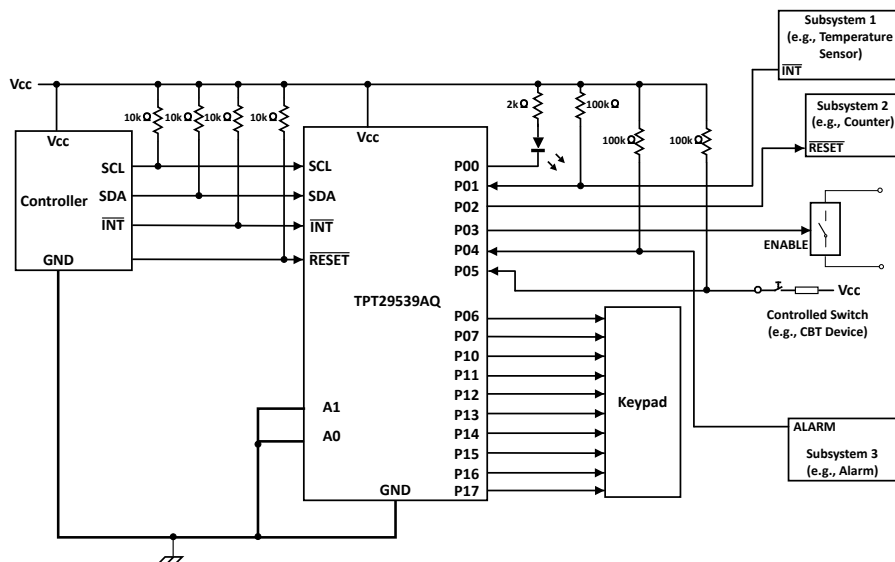 Subsystem 1
(e.g., Temperature
Sensor)
INT
Vcc
10kΩ
10kΩ
10kΩ
10kΩ
2kΩ
100kΩ
100kΩ
100kΩ
Subsystem 2
(e.g., Counter)
RESET
Vcc
SCL
SDA
INT
Controller
GND
Vcc
SCL
SDA
INT
RESET
TPT29539AQ
A1
A0
GND
P00
P01
P02
P03
P04
P05
P06
P07
P10
P11
P12
P13
P14
P15
P16
P17
ENABLE
Vcc
Controlled Switch
(e.g., CBT Device)
Keypad
ALARM
Subsystem 3
(e.g., Alarm)